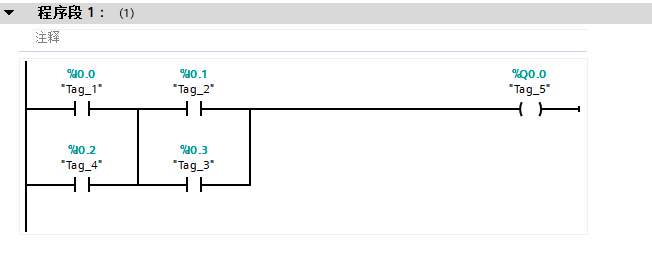 程序段 1： (1)
注释
%I0.0 %I0.1 %Q0.0
"Tag_1" "Tag_2" "Tag_5"
%I0.2 %I0.3
"Tag_4" "Tag_3"